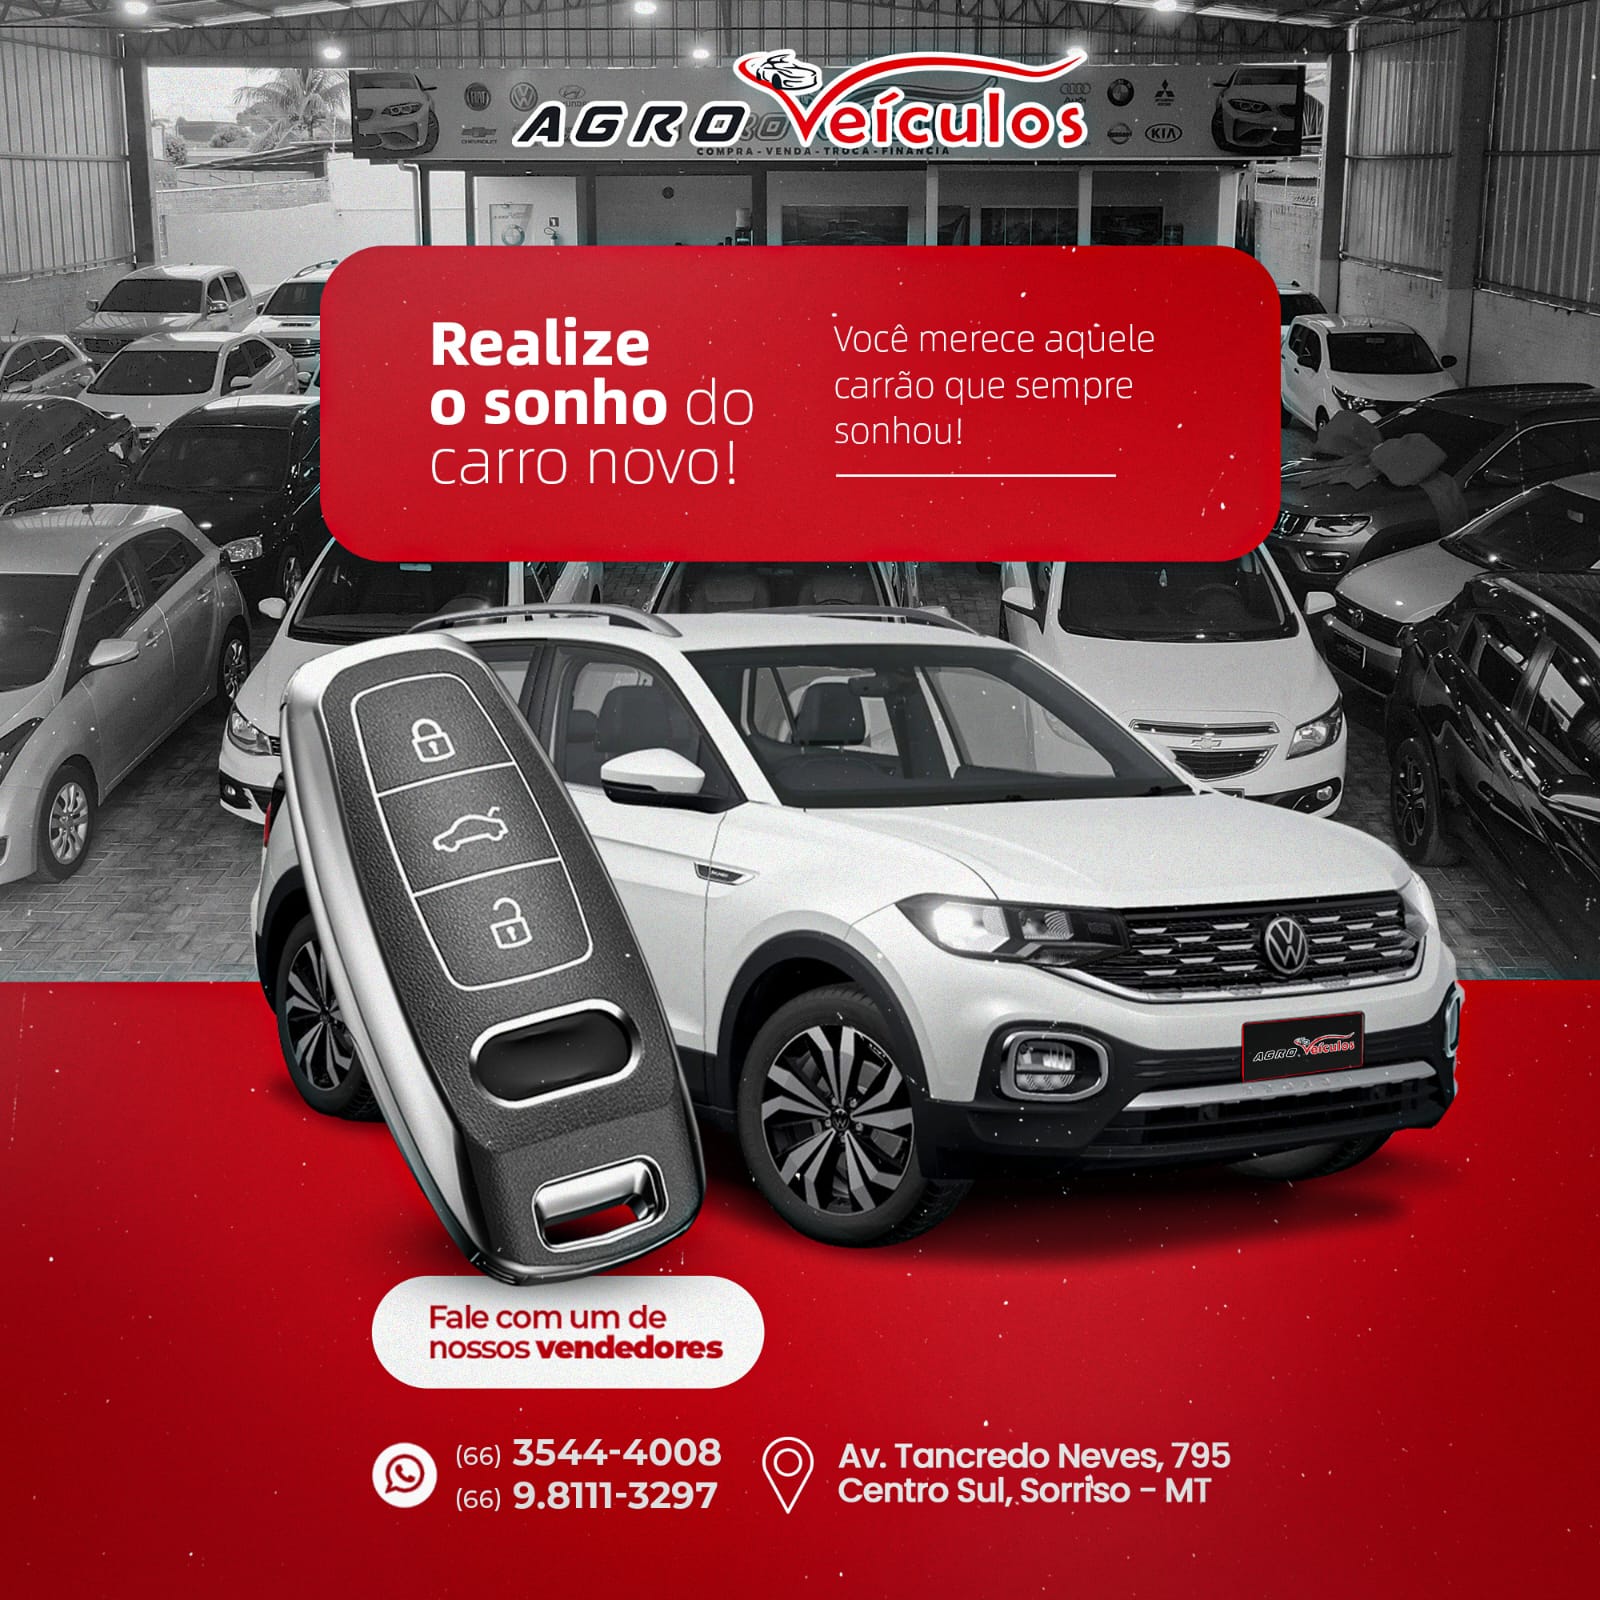 AGRO Veículos
COMPRA - VENDA - TROCA - FINANCIA
KIA
Realize
o sonho do
carro novo!
Você merece aquele
carrão que sempre
sonhou!
AGRO Veículos
Fale com um de
nossos vendedores
(66) 3544-4008
(66) 9.8111-3297
Av. Tancredo Neves, 795
Centro Sul, Sorriso - MT